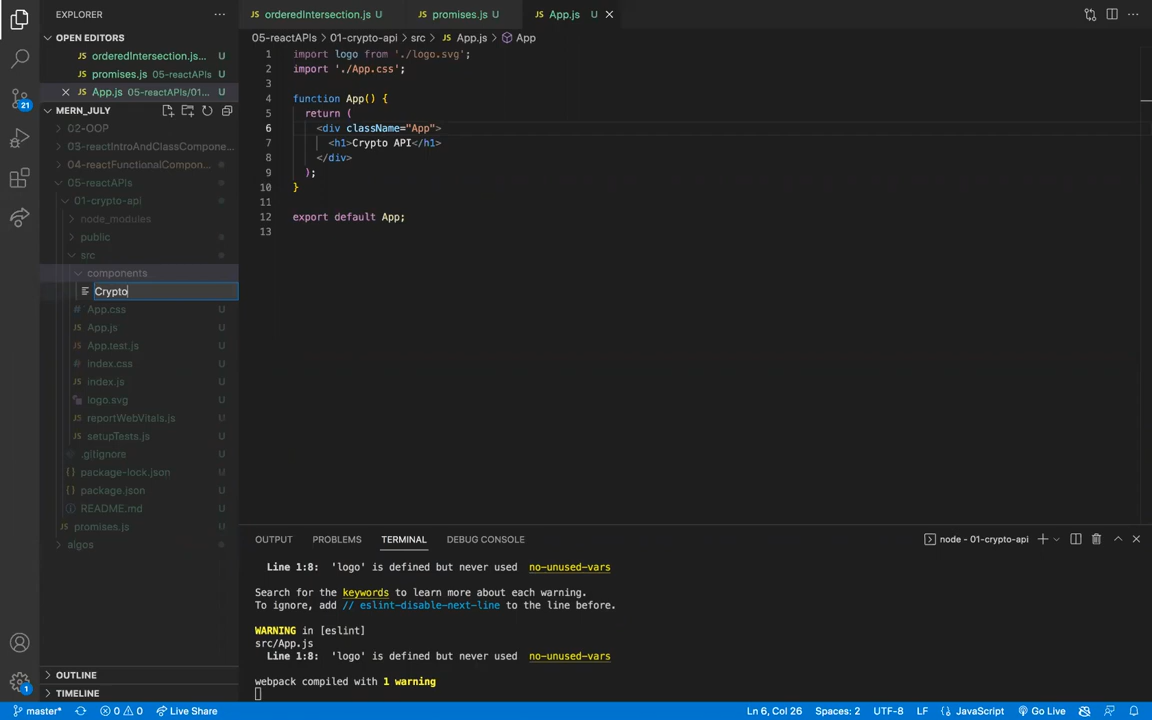 EXPLORER
OPEN EDITORS
orderedIntersection.js... U
promises.js 05-reactAPIs U
App.js 05-reactAPIs/01... U
MERN_JULY
02-OOP
03-reactIntroAndClassCompone...
04-reactFunctionalCompon...
05-reactAPIs
01-crypto-api
node_modules
public
src
components
Crypto
# App.css U
JS App.js U
JS App.test.js U
# index.css U
JS index.js U
logo.svg U
JS reportWebVitals.js U
JS setupTests.js U
.gitignore U
{} package-lock.json M
{} package.json U
README.md U
JS promises.js U
algos
OUTLINE
TIMELINE
21
1
JS orderedIntersection.js U
JS promises.js U
JS App.js U
05-reactAPIs > 01-crypto-api > src > JS App.js > App
1 import logo from './logo.svg';
2 import './App.css';
3
4 function App() {
5 return (
6 <div className="App">
7 <h1>Crypto API</h1>
8 </div>
9 );
10 }
11
12 export default App;
13
OUTPUT PROBLEMS TERMINAL DEBUG CONSOLE
node - 01-crypto-api
Line 1:8: 'logo' is defined but never used no-unused-vars
Search for the keywords to learn more about each warning.
To ignore, add // eslint-disable-next-line to the line before.
WARNING in [eslint]
src/App.js
Line 1:8: 'logo' is defined but never used no-unused-vars
webpack compiled with 1 warning
master* 0 0 Live Share
Ln 6, Col 26 Spaces: 2 UTF-8 LF {} JavaScript Go Live